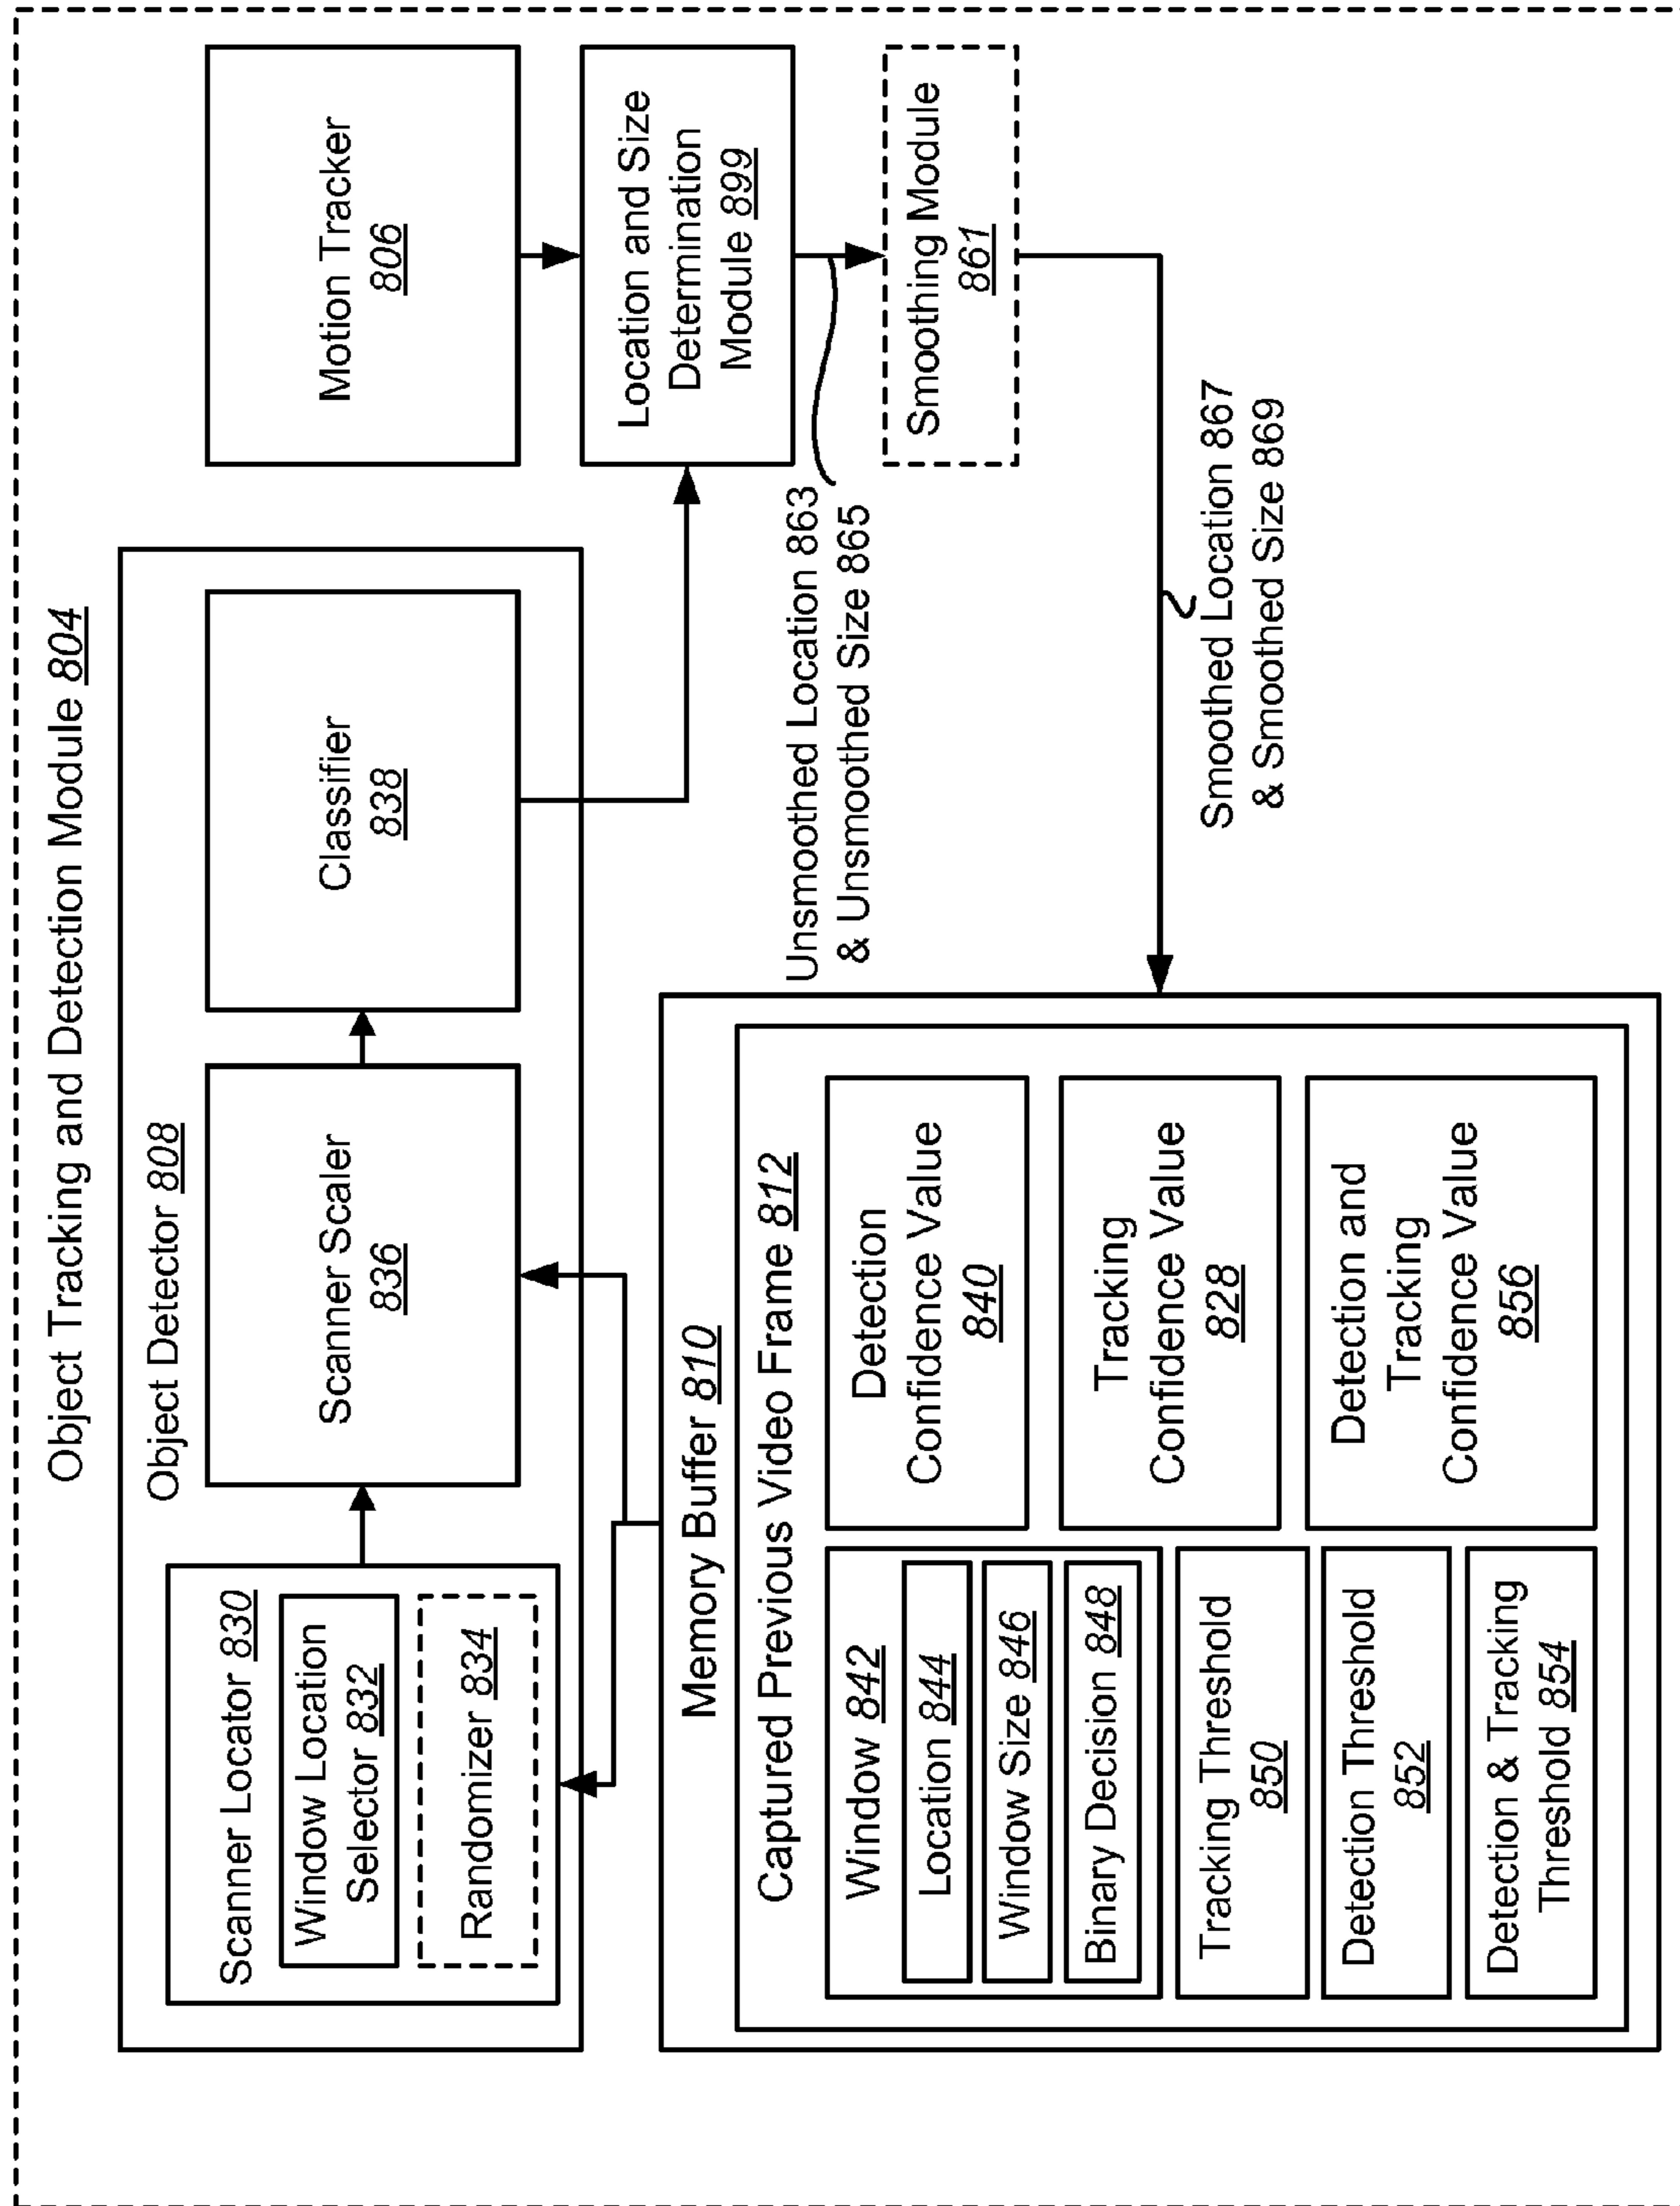 Object Tracking and Detection Module 804
Object Detector 808
Scanner Locator 830
Window Location
Selector 832
Randomizer 834
Scanner Scaler
836
Classifier
838
Motion Tracker
806
Location and Size
Determination
Module 899
Unsmoothed Location 863
& Unsmoothed Size 865
Smoothing Module
861
Smoothed Location 867
& Smoothed Size 869
Memory Buffer 810
Captured Previous Video Frame 812
Window 842
Location 844
Window Size 846
Binary Decision 848
Tracking Threshold
850
Detection Threshold
852
Detection & Tracking
Threshold 854
Detection
Confidence Value
840
Tracking
Confidence Value
828
Detection and
Tracking
Confidence Value
856